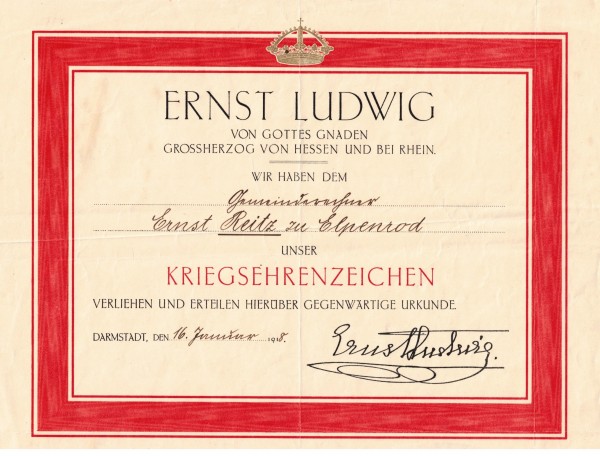 ERNST LUDWIG
VON GOTTES GNADEN
GROSSHERZOG VON HESSEN UND BEI RHEIN.
WIR HABEN DEM
Gemeinderechner
Ernst Reitz zu Elpenrod
UNSER
KRIEGSEHRENZEICHEN
VERLIEHEN UND ERTEILEN HIERÜBER GEGENWÄRTIGE URKUNDE.
DARMSTADT, DEN 16. Januar 1918.
Ernst Ludwig.